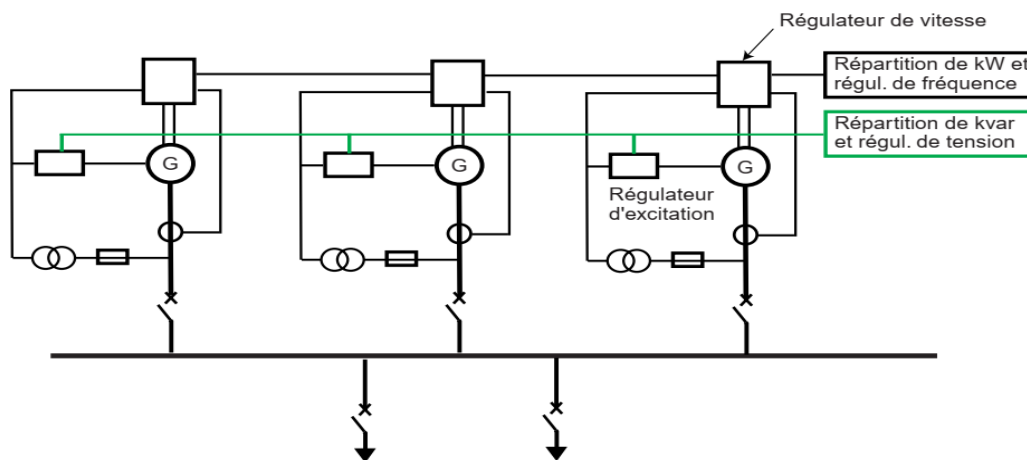 Régulateur de vitesse
Répartition de kW et
régul. de fréquence
Répartition de kvar
et régul. de tension
G
G
G
Régulateur
d'excitation